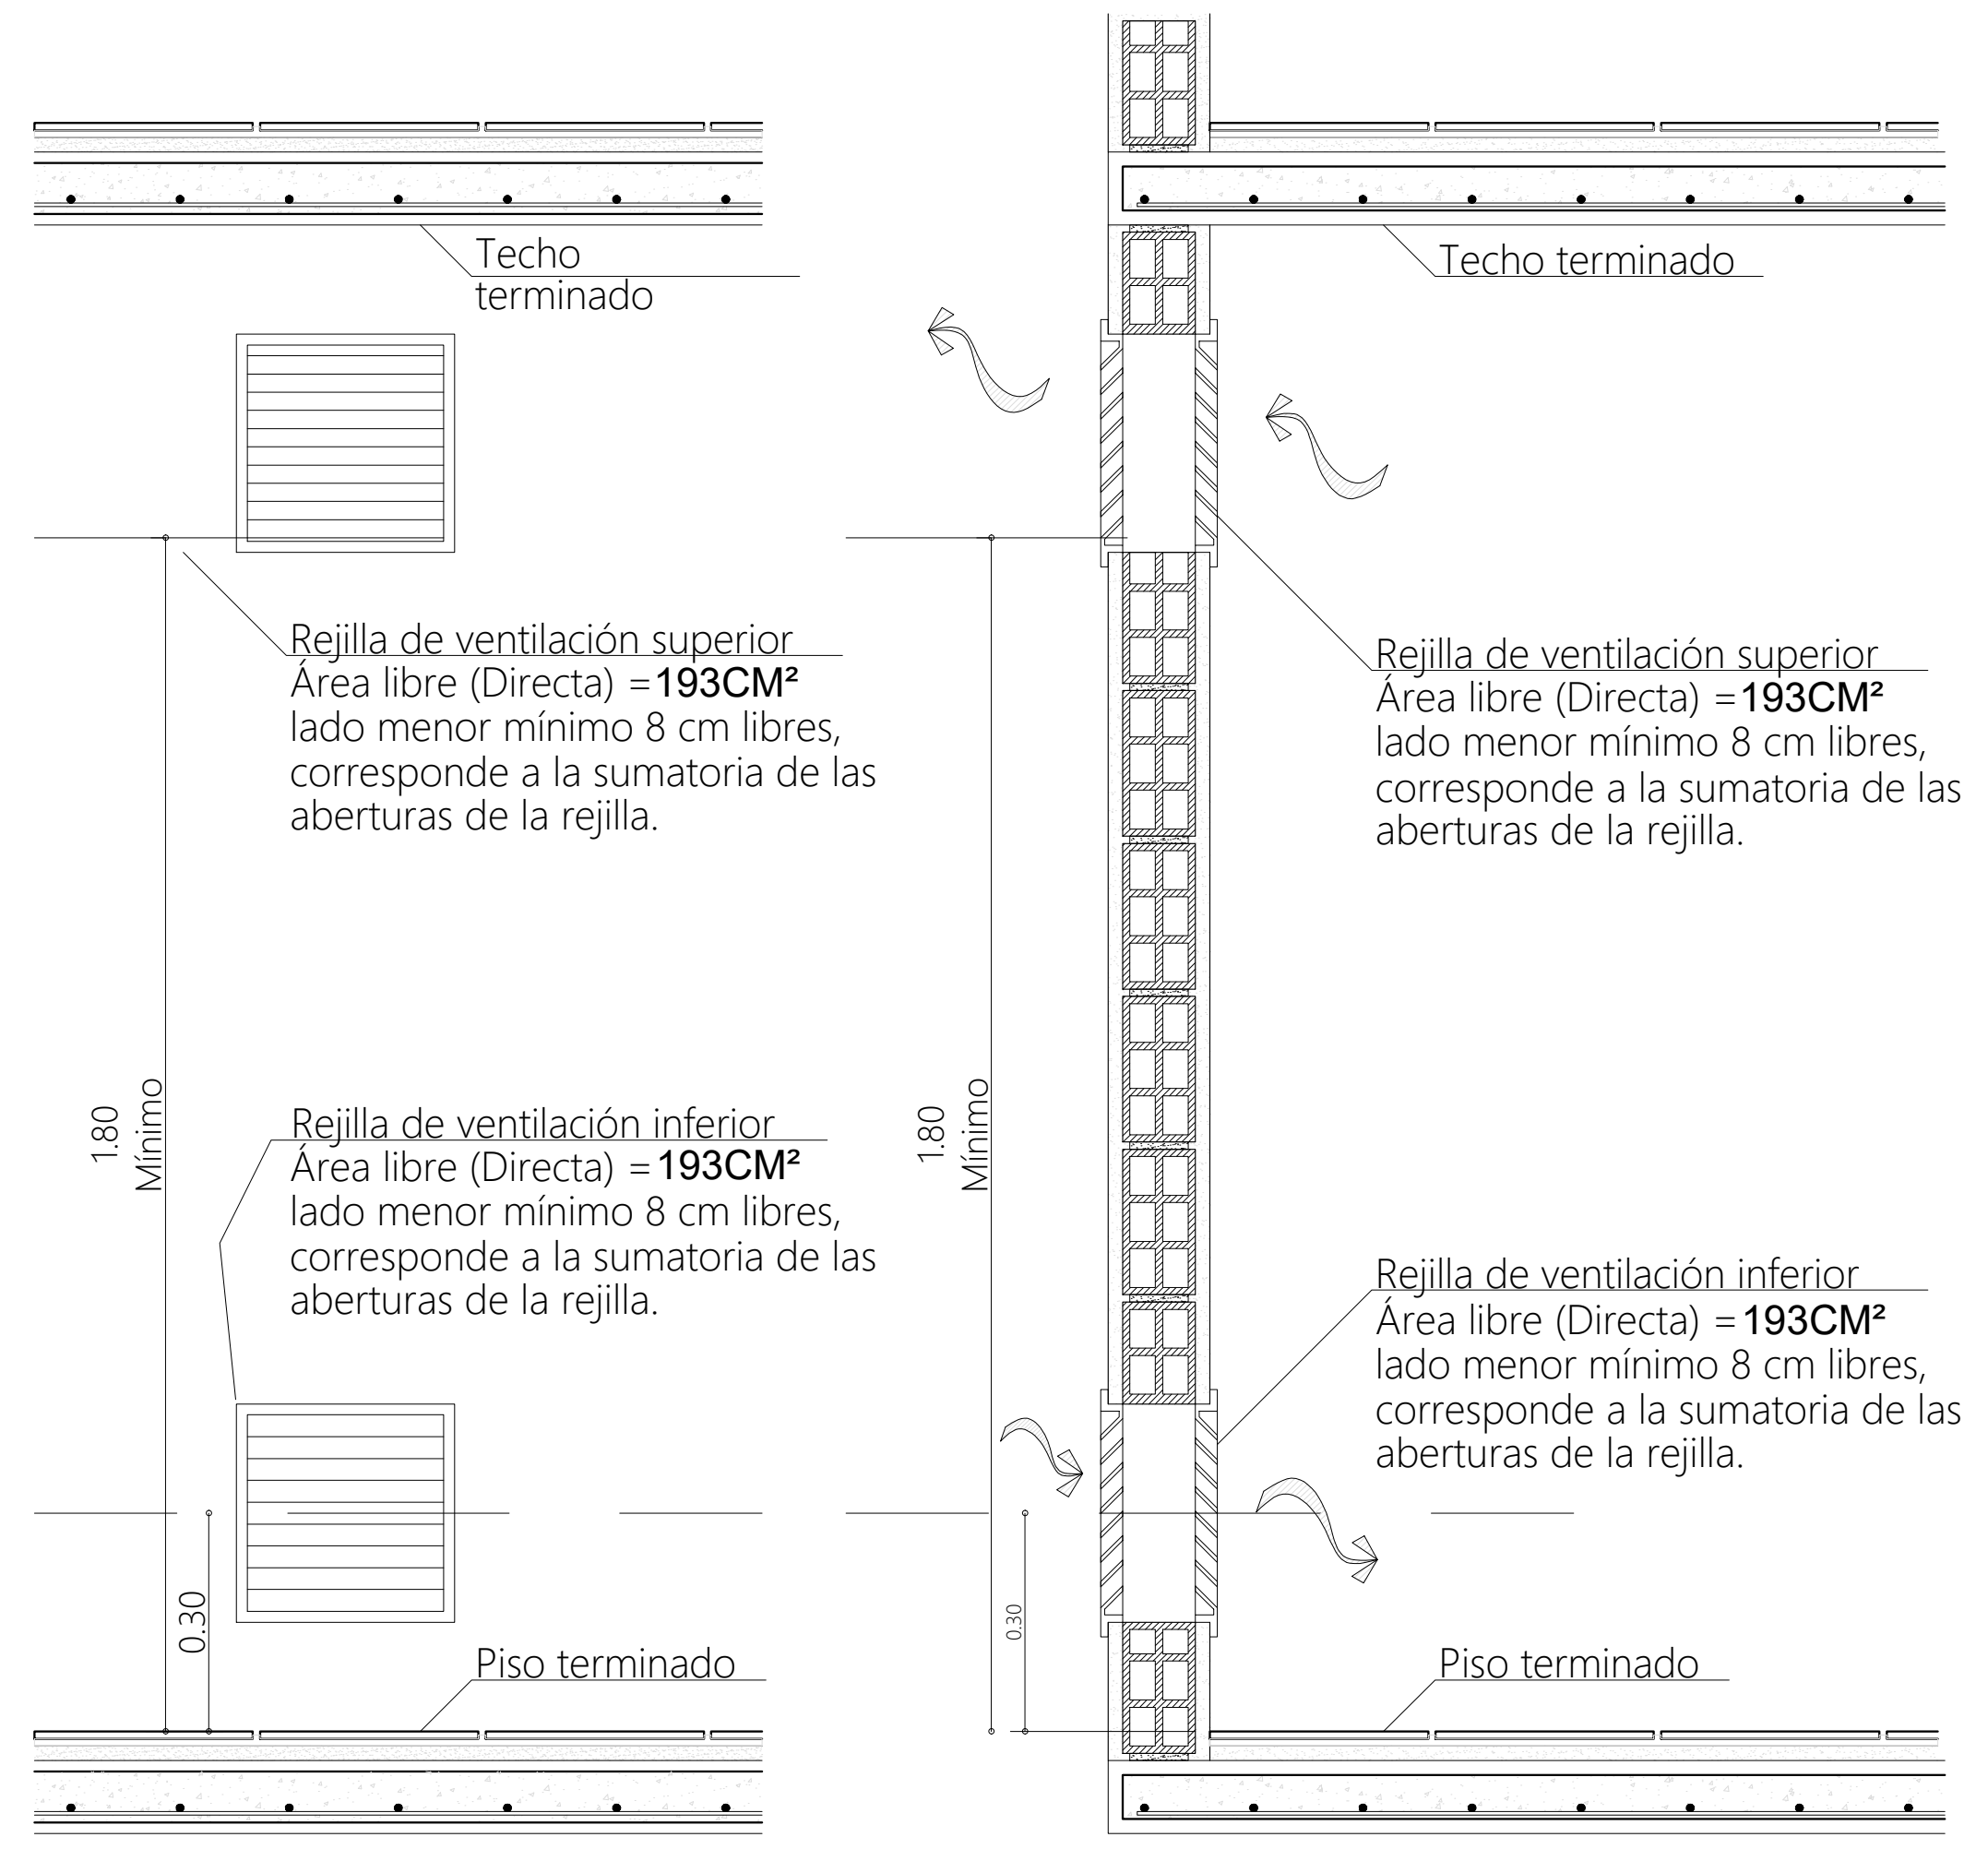 Techo
terminado
Techo terminado
Rejilla de ventilación superior
Área libre (Directa) =193CM²
lado menor mínimo 8 cm libres,
corresponde a la sumatoria de las
aberturas de la rejilla.
Rejilla de ventilación superior
Área libre (Directa) =193CM²
lado menor mínimo 8 cm libres,
corresponde a la sumatoria de las
aberturas de la rejilla.
1.80
Mínimo
Rejilla de ventilación inferior
Área libre (Directa) =193CM²
lado menor mínimo 8 cm libres,
corresponde a la sumatoria de las
aberturas de la rejilla.
1.80
Mínimo
Rejilla de ventilación inferior
Área libre (Directa) =193CM²
lado menor mínimo 8 cm libres,
corresponde a la sumatoria de las
aberturas de la rejilla.
0.30
0.30
Piso terminado
Piso terminado